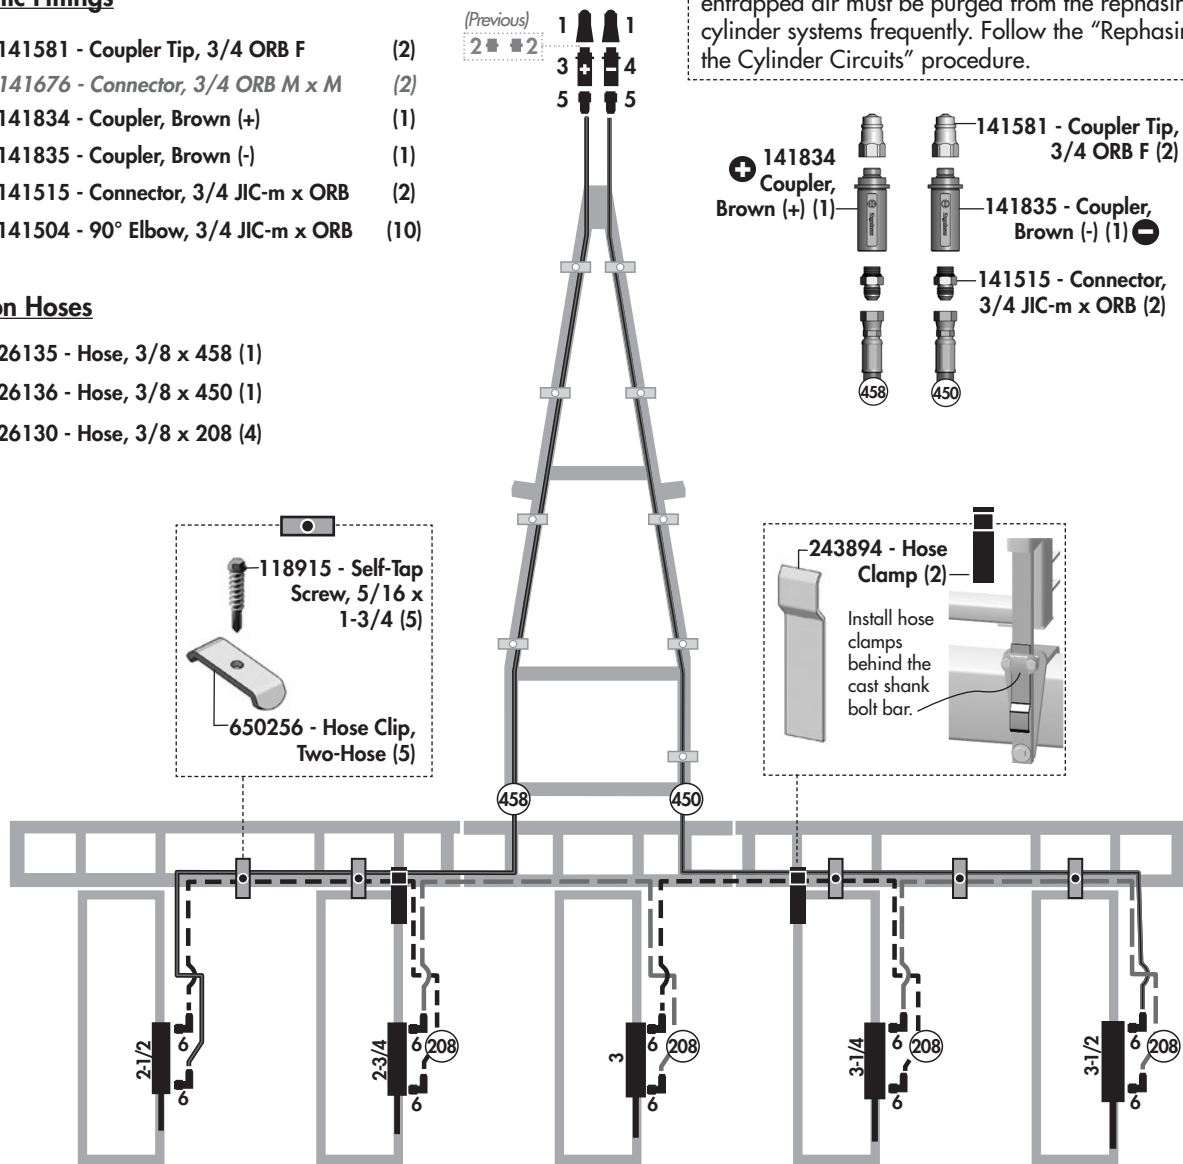 141581 - Coupler Tip, 3/4 ORB F (2)
141676 - Connector, 3/4 ORB M x M (2)
141834 - Coupler, Brown (+) (1)
141835 - Coupler, Brown (-) (1)
141515 - Connector, 3/4 JIC-m x ORB (2)
141504 - 90° Elbow, 3/4 JIC-m x ORB (10)
Hoses
26135 - Hose, 3/8 x 458 (1)
26136 - Hose, 3/8 x 450 (1)
26130 - Hose, 3/8 x 208 (4)
(Previous)
2 2
1 1
3 + - 4
5 5
entrapped air must be purged from the
cylinder systems frequently. Follow the
the Cylinder Circuits” procedure.
141581 - Coupler Tip,
3/4 ORB F (2)
+ 141834
Coupler,
Brown (+) (1)
141835 - Coupler,
Brown (-) (1) -
141515 - Connector,
3/4 JIC-m x ORB (2)
458 450
118915 - Self-Tap
Screw, 5/16 x
1-3/4 (5)
650256 - Hose Clip,
Two-Hose (5)
243894 - Hose
Clamp (2)
Install hose
clamps
behind the
cast shank
bolt bar.
458 450
2-1/2
6
6
2-3/4
6 208
6
3
6 208
6
3-1/4
6 208
6
3-1/2
6 208
6